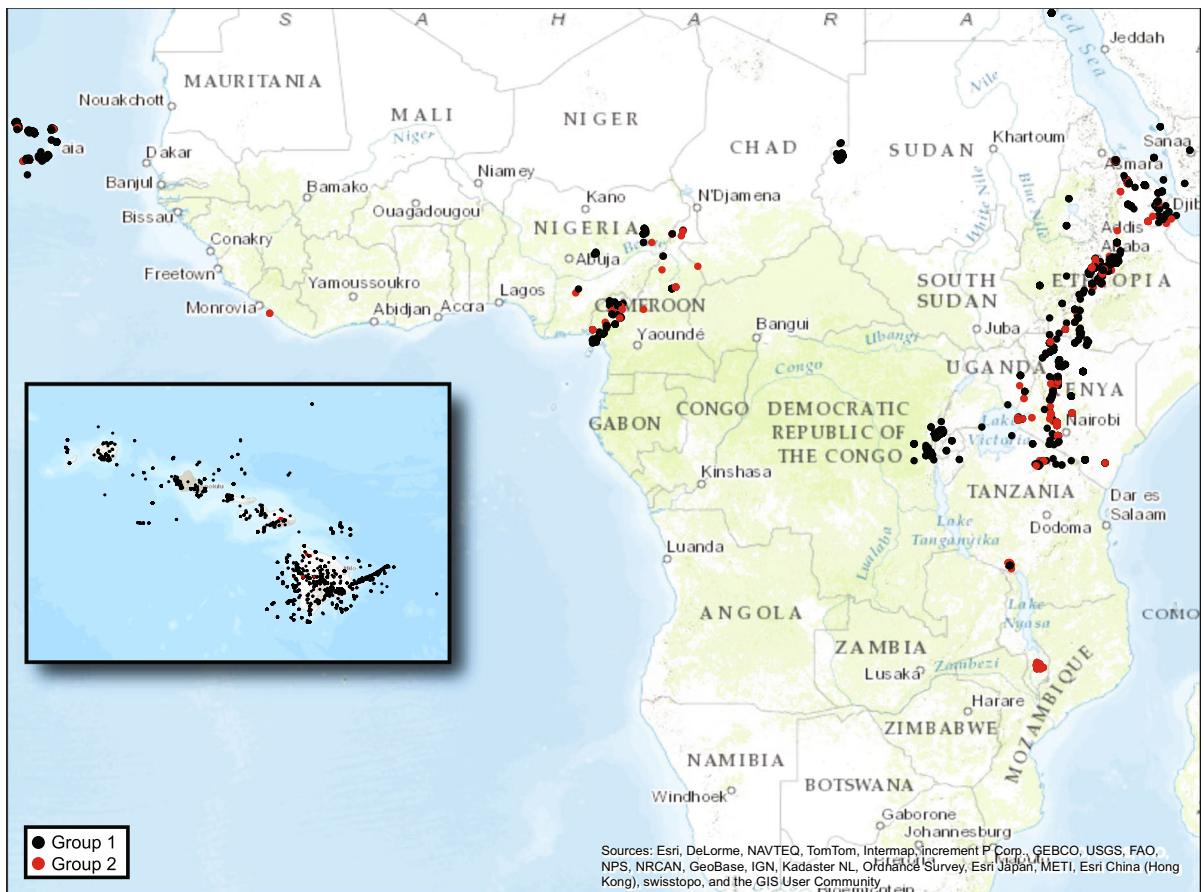 S A H A R A
Jeddah
ed Sea
MAURITANIA
Nouakchott
MALI
Niger
NIGER
Nile
CHAD
SUDAN
Khartoum
Sanaa
aia
Dakar
Asmara
Niamey
Banjul
Bamako
Kano
N'Djamena
White Nile
Blue Nile
Djib
Bissau
Ouagadougou
NIGERIA
Addis
Ababa
Conakry
Abuja
Freetown
Yamoussoukro
SOUTH
SUDAN
ETHIOPIA
Monrovia
Abidjan
Accra
Lagos
CAMEROON
Yaoundé
Bangui
Ubangi
Juba
UGANDA
Congo
ENYA
GABON
CONGO
DEMOCRATIC
REPUBLIC OF
THE CONGO
Lake
Victoria
Nairobi
Kinshasa
TANZANIA
Dar es
Salaam
Dodoma
Lake
Tanganyika
Luanda
Lualaba
ANGOLA
Lake
Nyasa
COMO
ZAMBIA
Lusaka
Zambezi
MOZAMBIQUE
Harare
ZIMBABWE
NAMIBIA
Windhoek
BOTSWANA
Gaborone
Johannesburg
Group 1
Group 2
Sources: Esri, DeLorme, NAVTEQ, TomTom, Intermap, increment P Corp., GEBCO, USGS, FAO,
NPS, NRCAN, GeoBase, IGN, Kadaster NL, Ordnance Survey, Esri Japan, METI, Esri China (Hong
Kong), swisstopo, and the GIS User Community